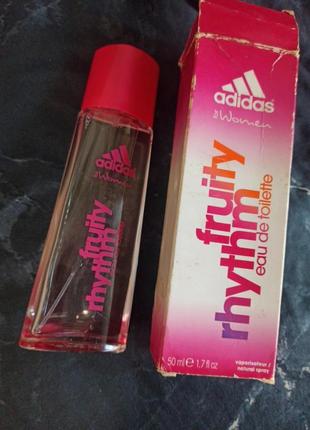 adidas
for Women
fruity
rhythm
adidas
for Women
fruity
rhythm
eau de toilette
50 ml e 1.7 fl oz
vaporisateur /
natural spray